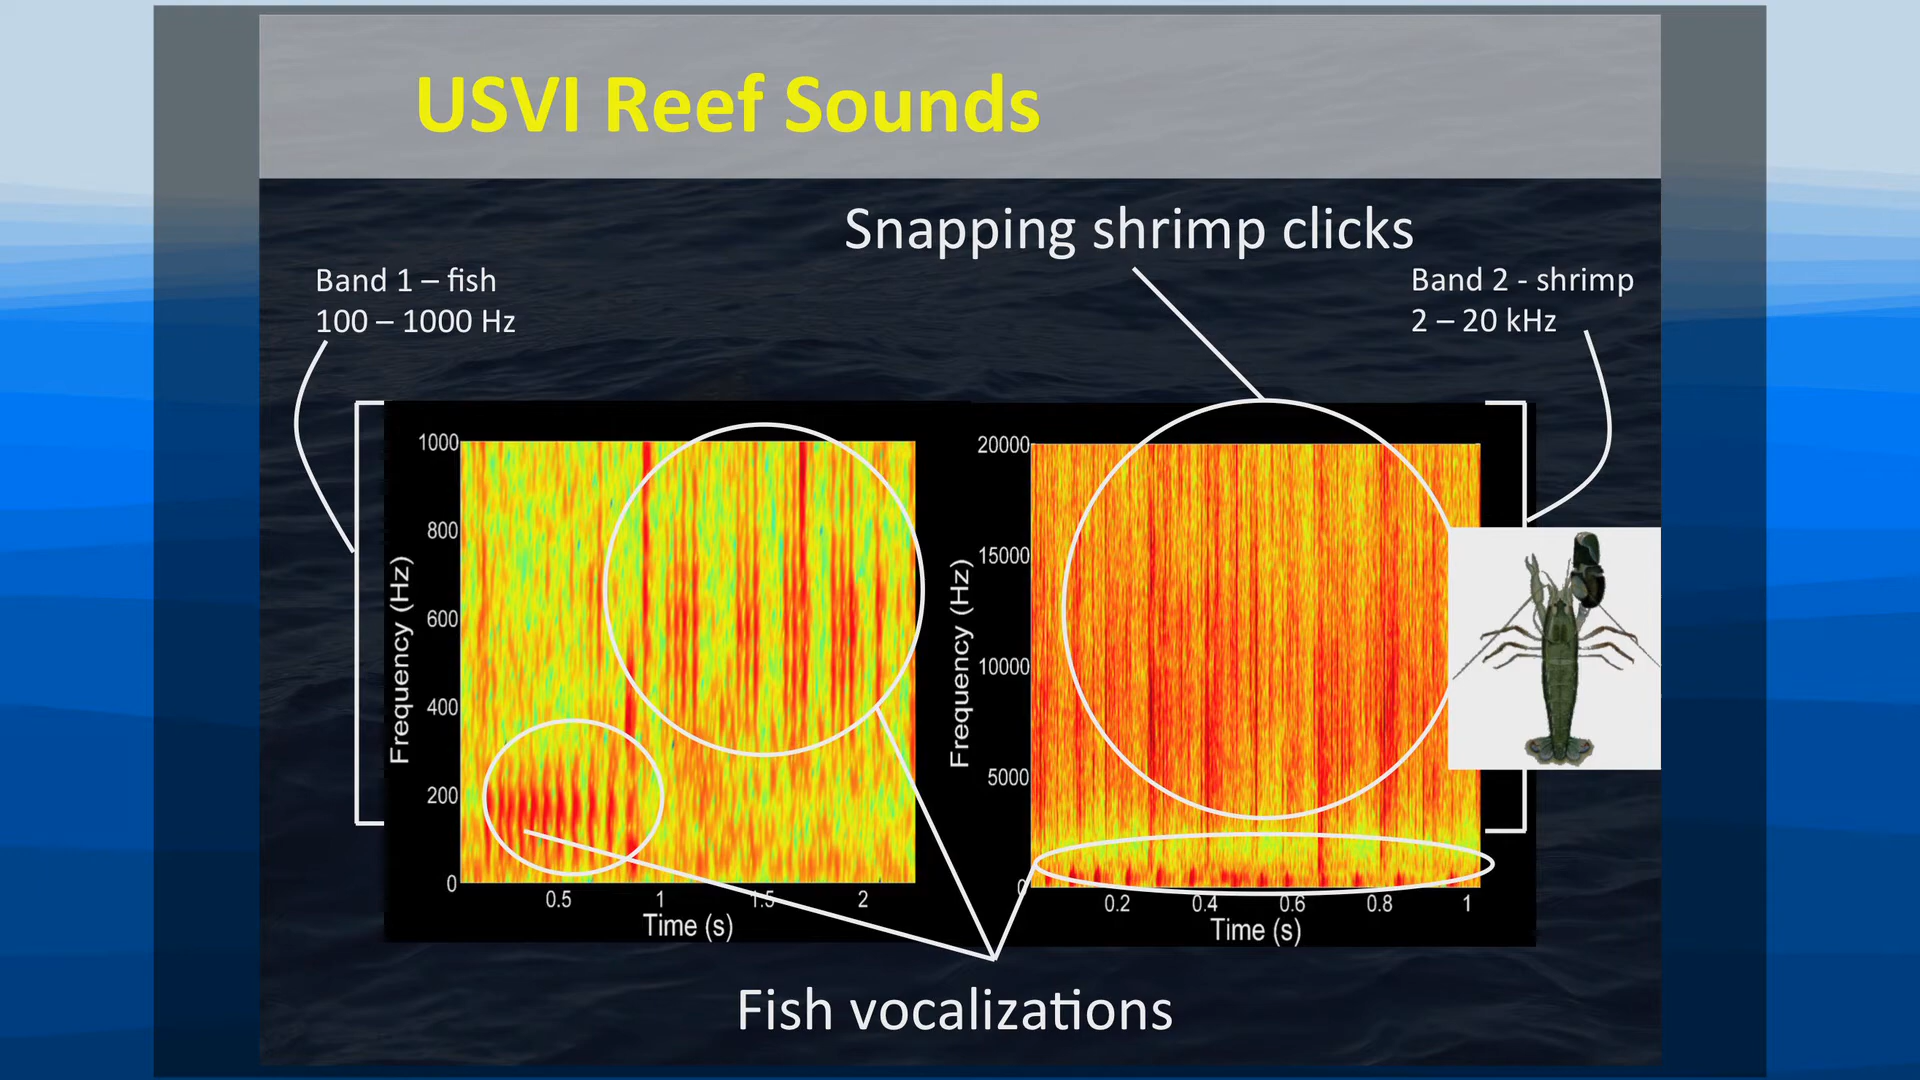 USVI Reef Sounds
Snapping shrimp clicks
Band 1 – fish
100 – 1000 Hz
Band 2 - shrimp
2 – 20 kHz
1000
800
600
400
200
0
Frequency (Hz)
0.5
1
1.5
2
Time (s)
20000
15000
10000
5000
0
Frequency (Hz)
0.2
0.4
0.6
0.8
1
Time (s)
Fish vocalizations